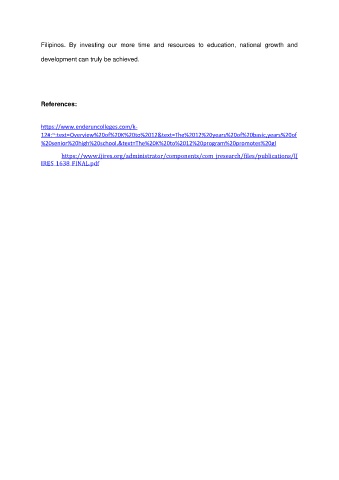 Filipinos. By investing our more time and resources to education, national growth and
development can truly be achieved.
References:
https://www.enderuncolleges.com/k-
12#:~:text=Overview%20of%20K%20to%2012&text=The%2012%20years%20of%20basic,years%20of
%20senior%20high%20school.&text=The%20K%20to%2012%20program%20promotes%20gl
https://www.ijires.org/administrator/components/com_jresearch/files/publications/IJ
IRES_1638_FINAL.pdf